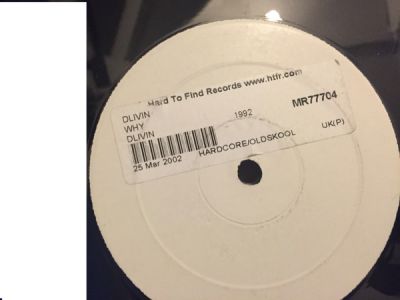 Hard To Find Records www.htfr.com
DLIVIN 1992 MR77704
WHY
DLIVIN UK(P)
HARDCORE/OLDSKOOL
25 Mar 2002